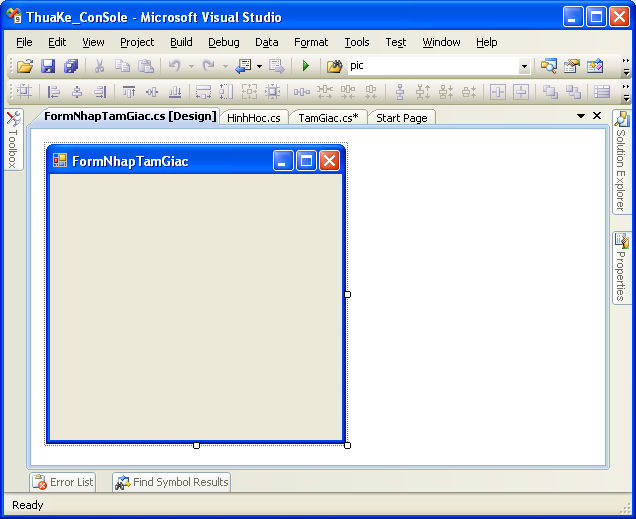 ThuaKe_ConSole - Microsoft Visual Studio
File Edit View Project Build Debug Data Format Tools Test Window Help
pic
FormNhapTamGiac.cs [Design] HinhHoc.cs TamGiac.cs* Start Page
Toolbox
FormNhapTamGiac
Solution Explorer
Properties
Error List Find Symbol Results
Ready